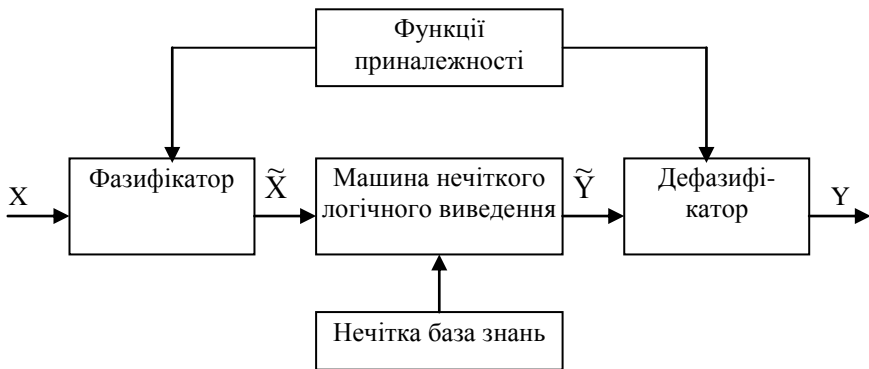 Функції
приналежності
X
Фазифікатор
X̃
Машина нечіткого
логічного виведення
Ỹ
Дефазифі-
катор
Y
Нечітка база знань